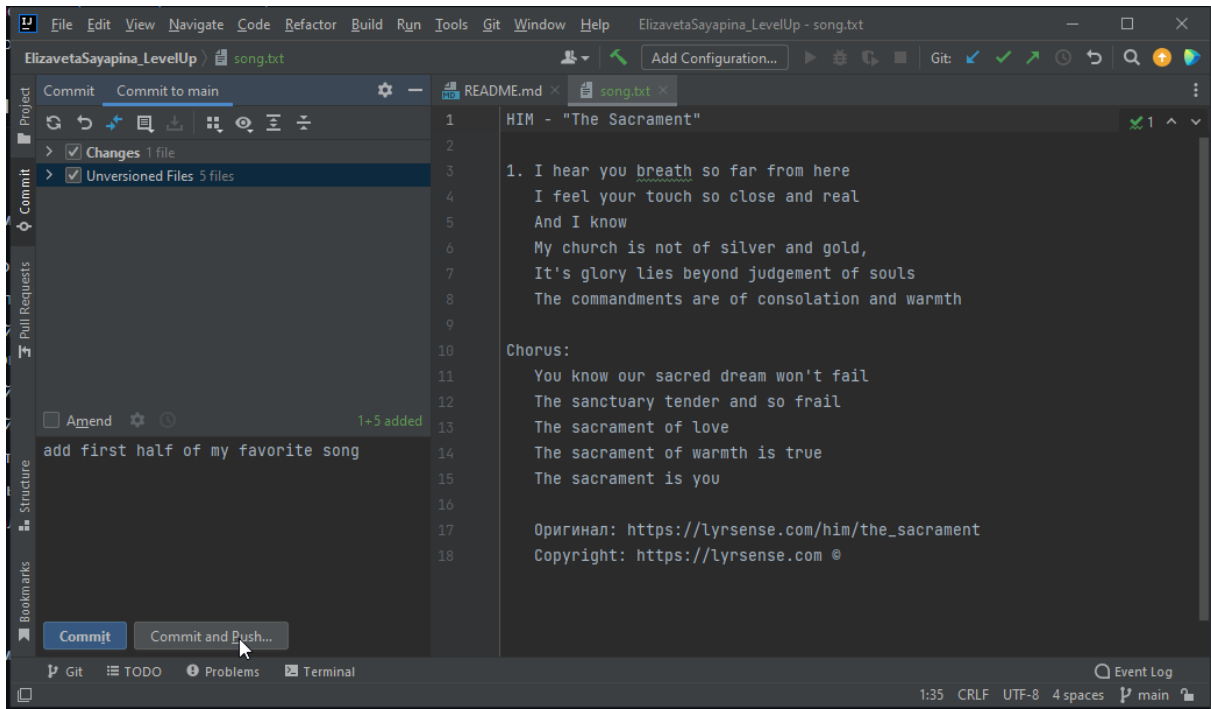 File Edit View Navigate Code Refactor Build Run Tools Git Window Help ElizavetaSayapina_LevelUp - song.txt
ElizavetaSayapina_LevelUp song.txt Add Configuration... Git:
Commit Commit to main
README.md song.txt
Project
Commit
Pull Requests
Structure
Bookmarks
Changes 1 file
Unversioned Files 5 files
Amend 1+5 added
add first half of my favorite song
Commit Commit and Push...
1 HIM - "The Sacrament" 1
2
3 1. I hear you breath so far from here
4 I feel your touch so close and real
5 And I know
6 My church is not of silver and gold,
7 It's glory lies beyond judgement of souls
8 The commandments are of consolation and warmth
9
10 Chorus:
11 You know our sacred dream won't fail
12 The sanctuary tender and so frail
13 The sacrament of love
14 The sacrament of warmth is true
15 The sacrament is you
16
17 Оригинал: https://lyrsense.com/him/the_sacrament
18 Copyright: https://lyrsense.com ©
Git TODO Problems Terminal Event Log
1:35 CRLF UTF-8 4 spaces main